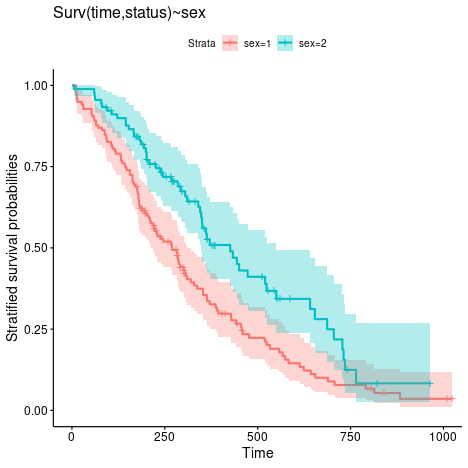 Surv(time,status)~sex
Strata sex=1 sex=2
Stratified survival probabilities
1.00
0.75
0.50
0.25
0.00
0 250 500 750 1000
Time